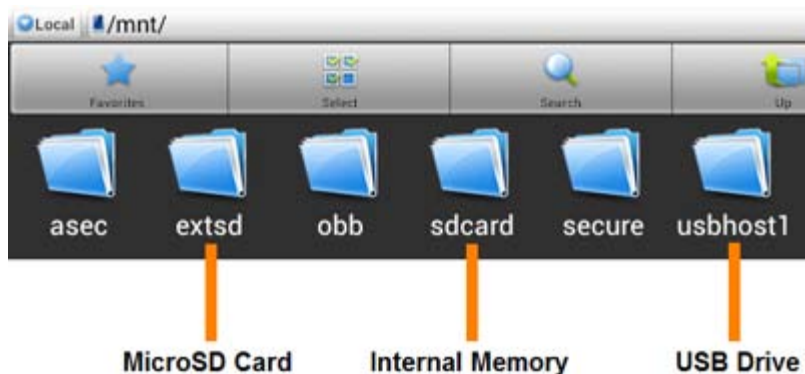 Local /mnt/
Favorites Select Search Up
asec extsd obb sdcard secure usbhost1
MicroSD Card Internal Memory USB Drive